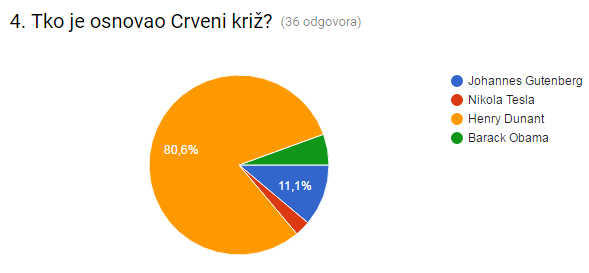 4. Tko je osnovao Crveni križ? (36 odgovora)
Johannes Gutenberg
Nikola Tesla
Henry Dunant
Barack Obama
80,6%
11,1%